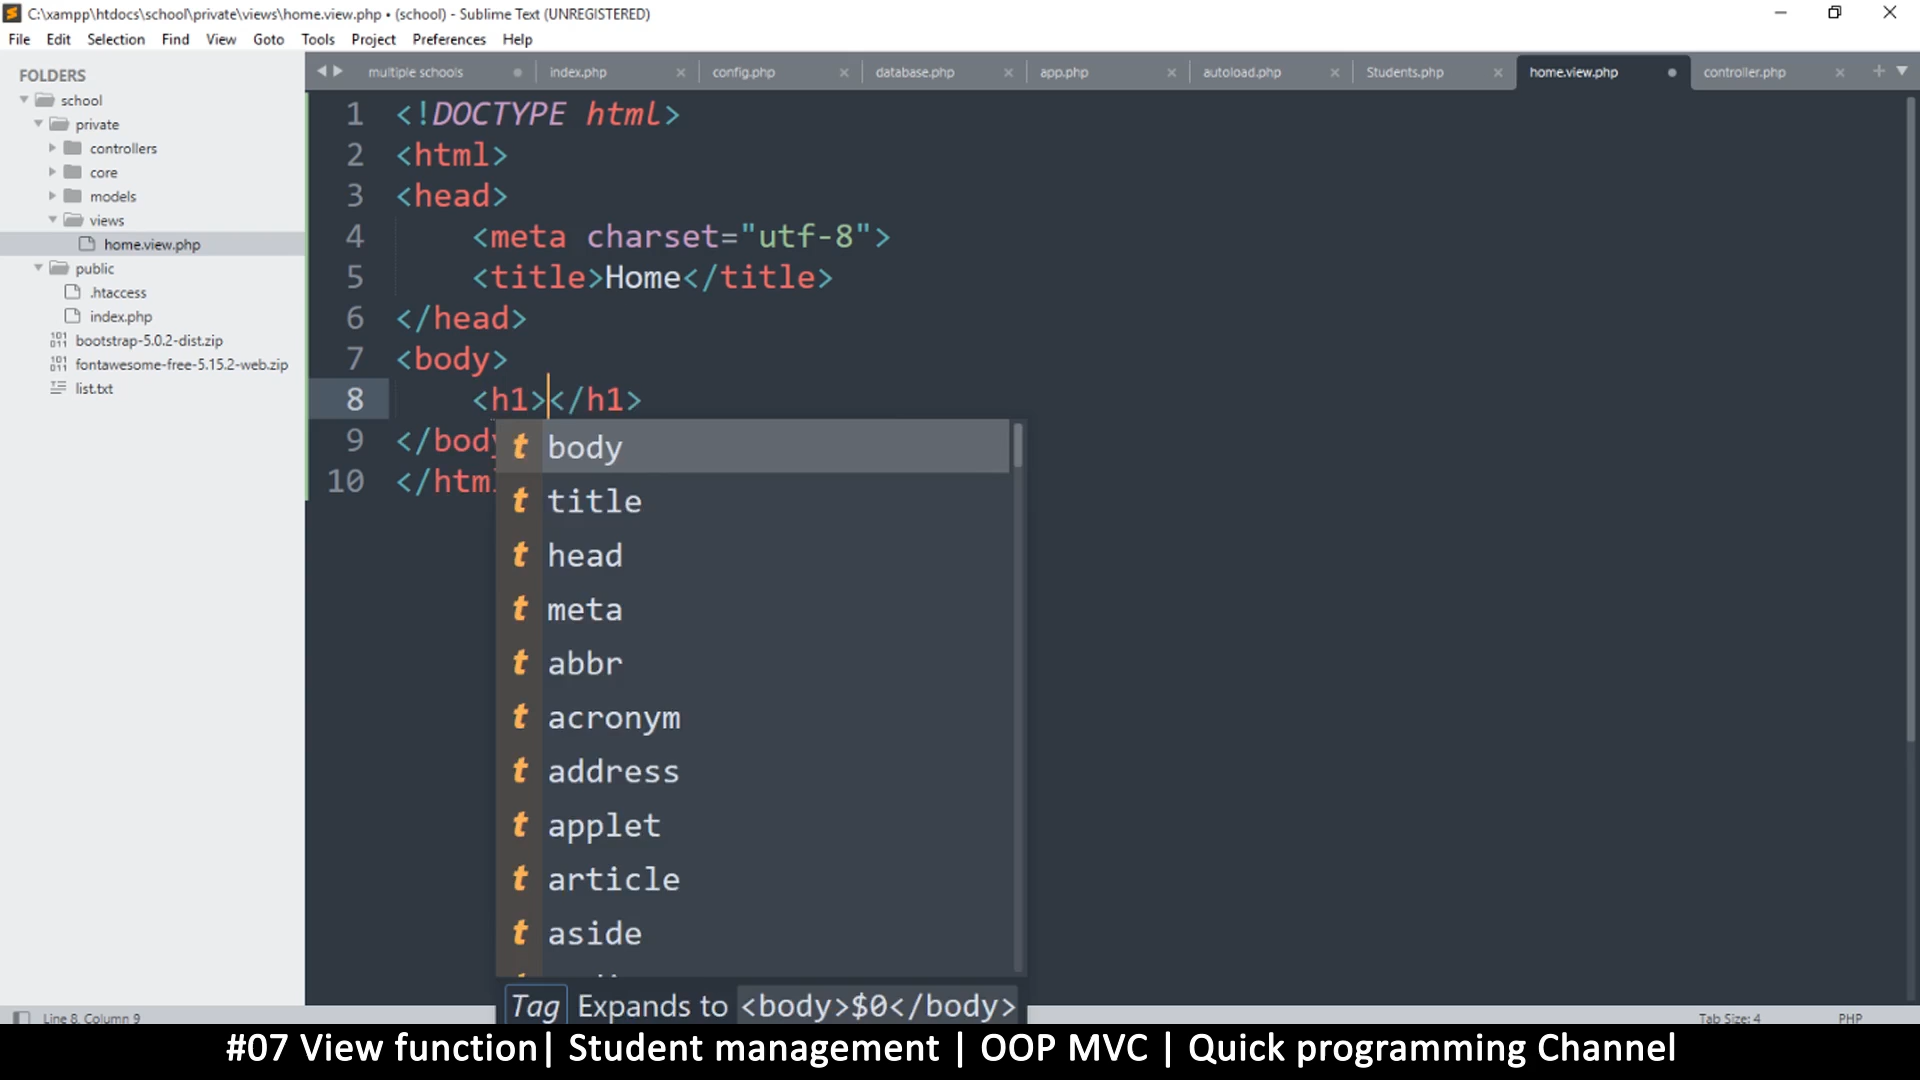 C:\xampp\htdocs\school\private\views\home.view.php • (school) - Sublime Text (UNREGISTERED)
File Edit Selection Find View Goto Tools Project Preferences Help
FOLDERS
school
private
controllers
core
models
views
home.view.php
public
.htaccess
index.php
bootstrap-5.0.2-dist.zip
fontawesome-free-5.15.2-web.zip
list.txt
multiple schools index.php config.php database.php app.php autoload.php Students.php home.view.php controller.php
1 <!DOCTYPE html>
2 <html>
3 <head>
4 <meta charset="utf-8">
5 <title>Home</title>
6 </head>
7 <body>
8 <h1></h1>
9 </body
10 </html
t body
t title
t head
t meta
t abbr
t acronym
t address
t applet
t article
t aside
Tag Expands to <body>$0</body>
Line 8, Column 9 Tab Size: 4 PHP
#07 View function| Student management | OOP MVC | Quick programming Channel